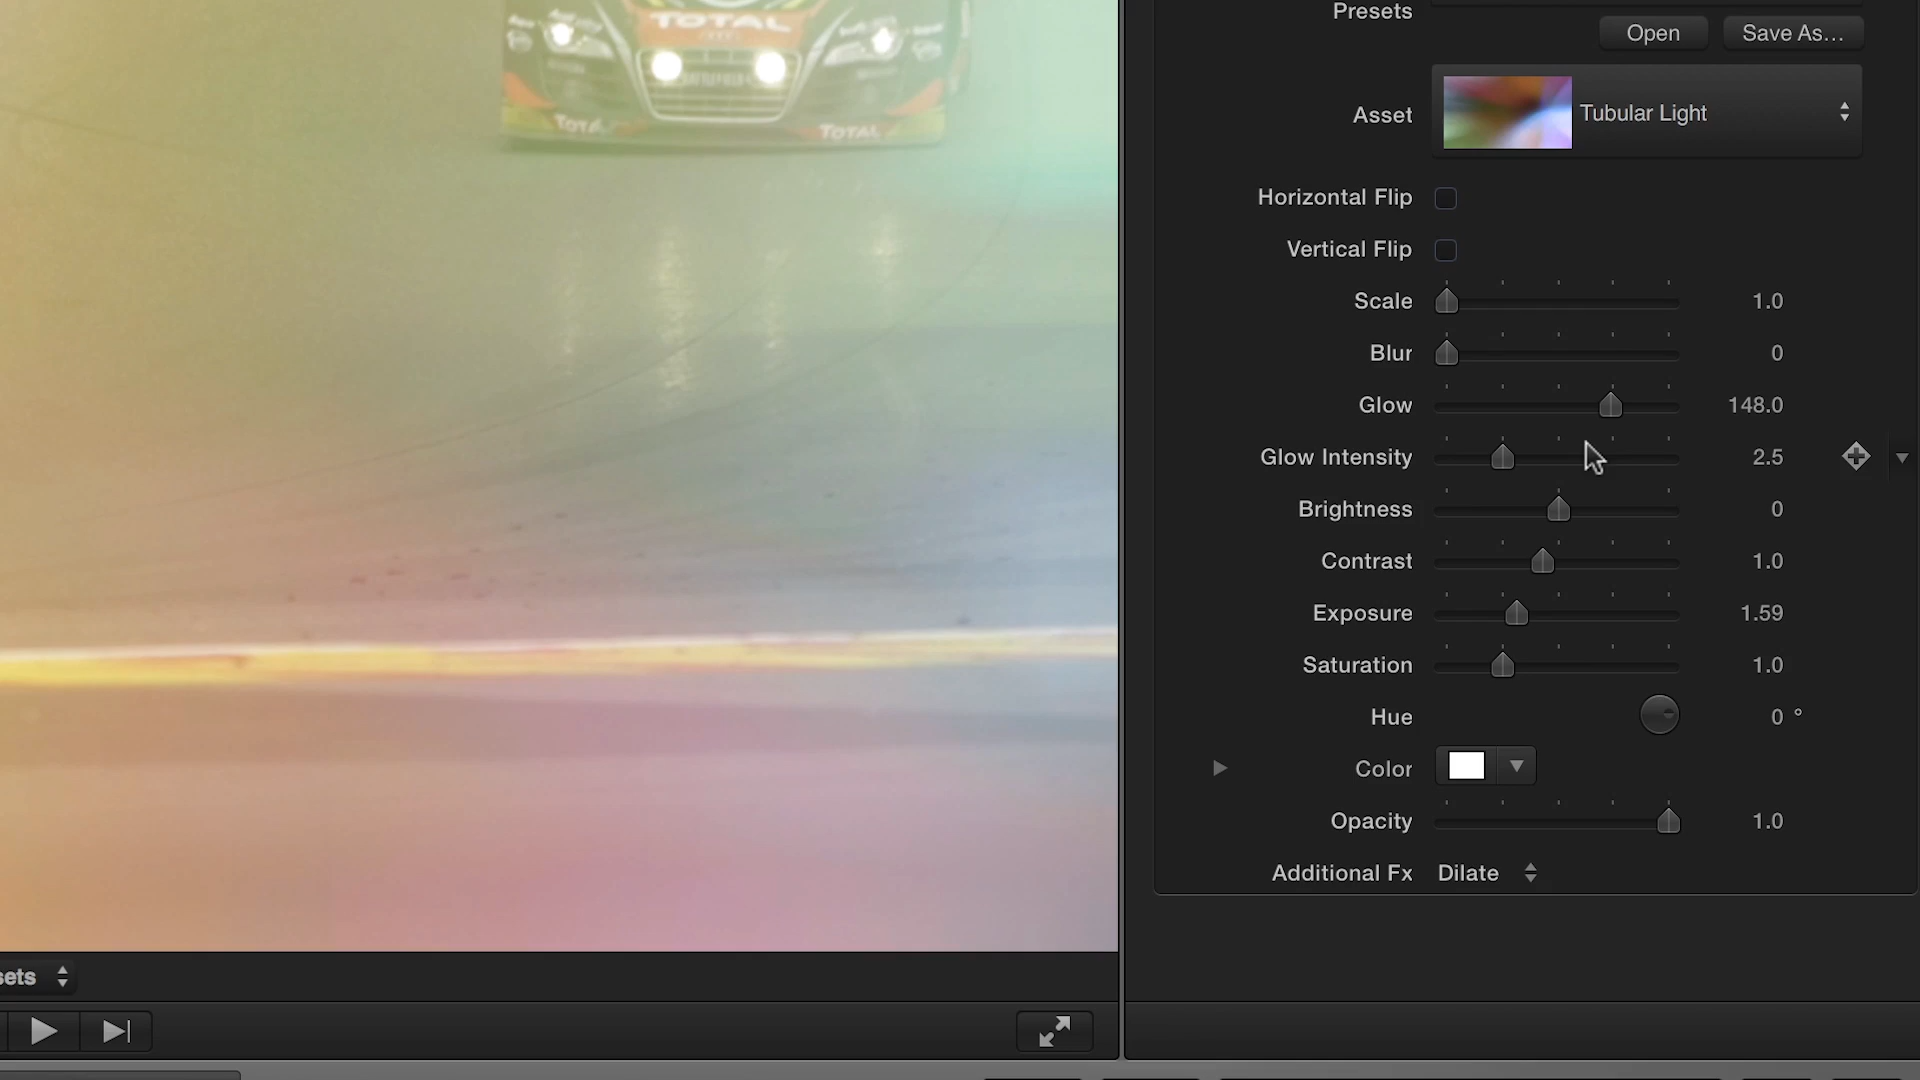 Presets
Open
Save As...
Asset
Tubular Light
Horizontal Flip
Vertical Flip
Scale
1.0
Blur
0
Glow
148.0
Glow Intensity
2.5
Brightness
0
Contrast
1.0
Exposure
1.59
Saturation
1.0
Hue
0 °
Color
Opacity
1.0
Additional Fx
Dilate
sets
TOTAL
TOTAL
TOTAL